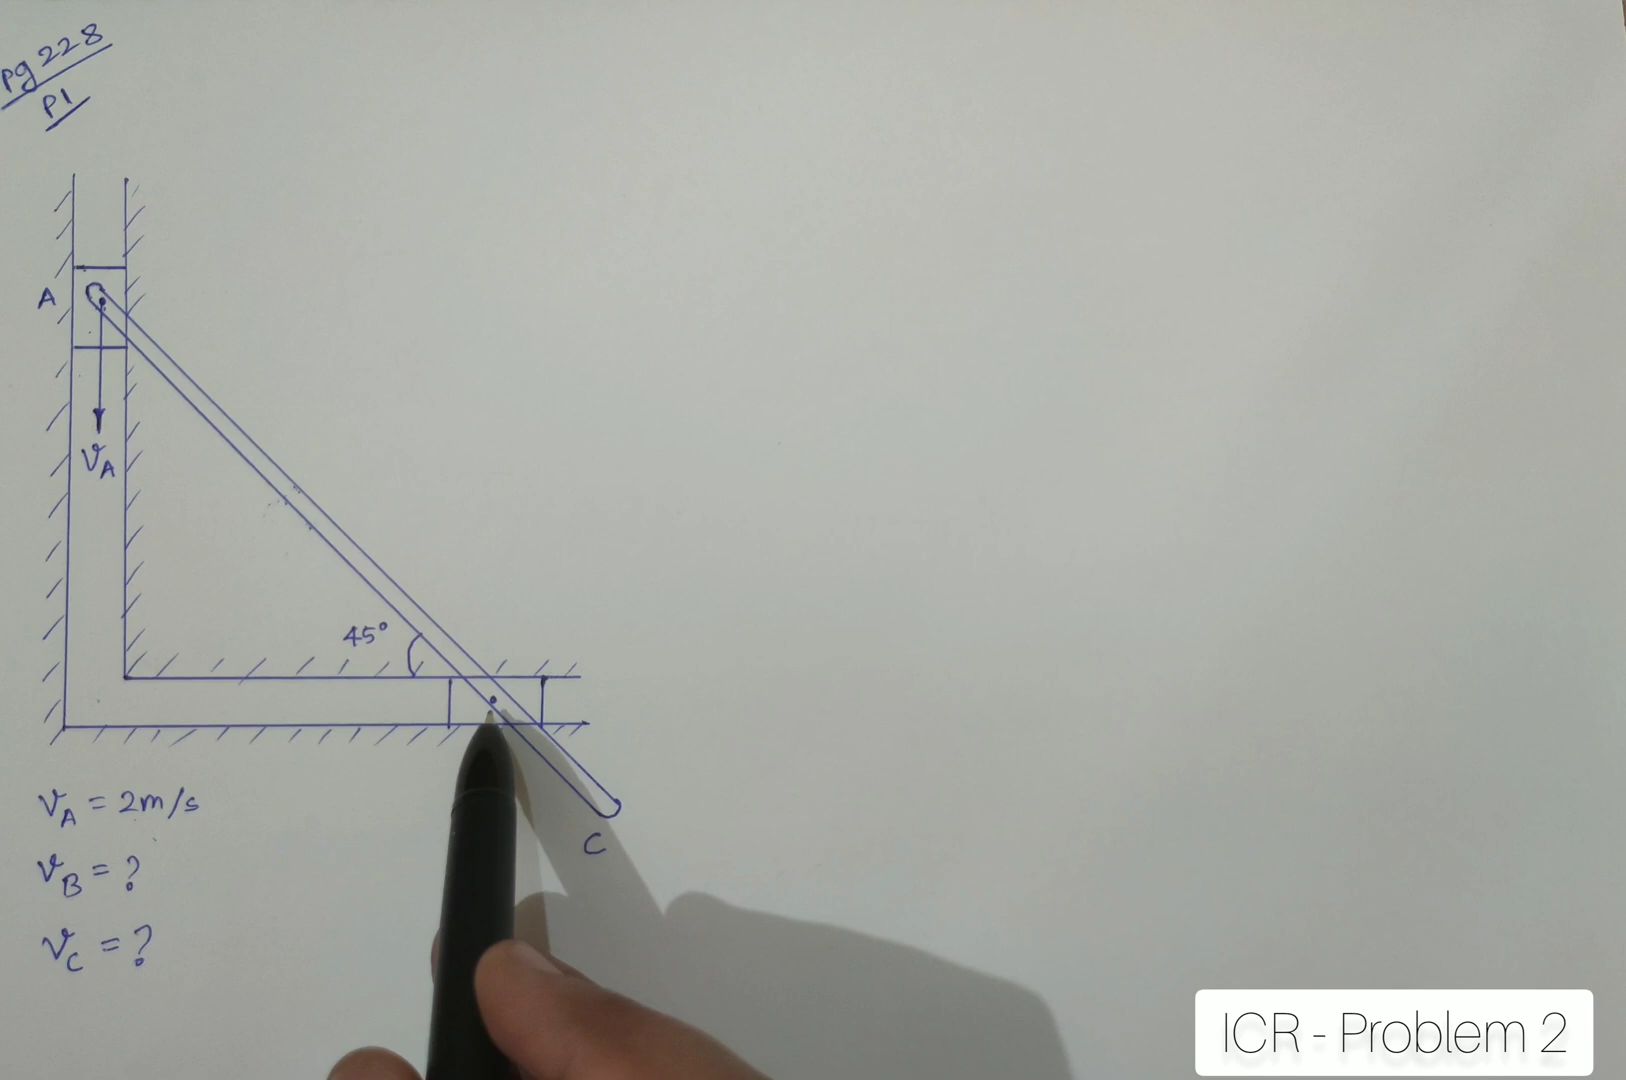 Pg 228
P1
A
V_A
45°
C
V_A = 2m/s
V_B = ?
V_C = ?
ICR - Problem 2